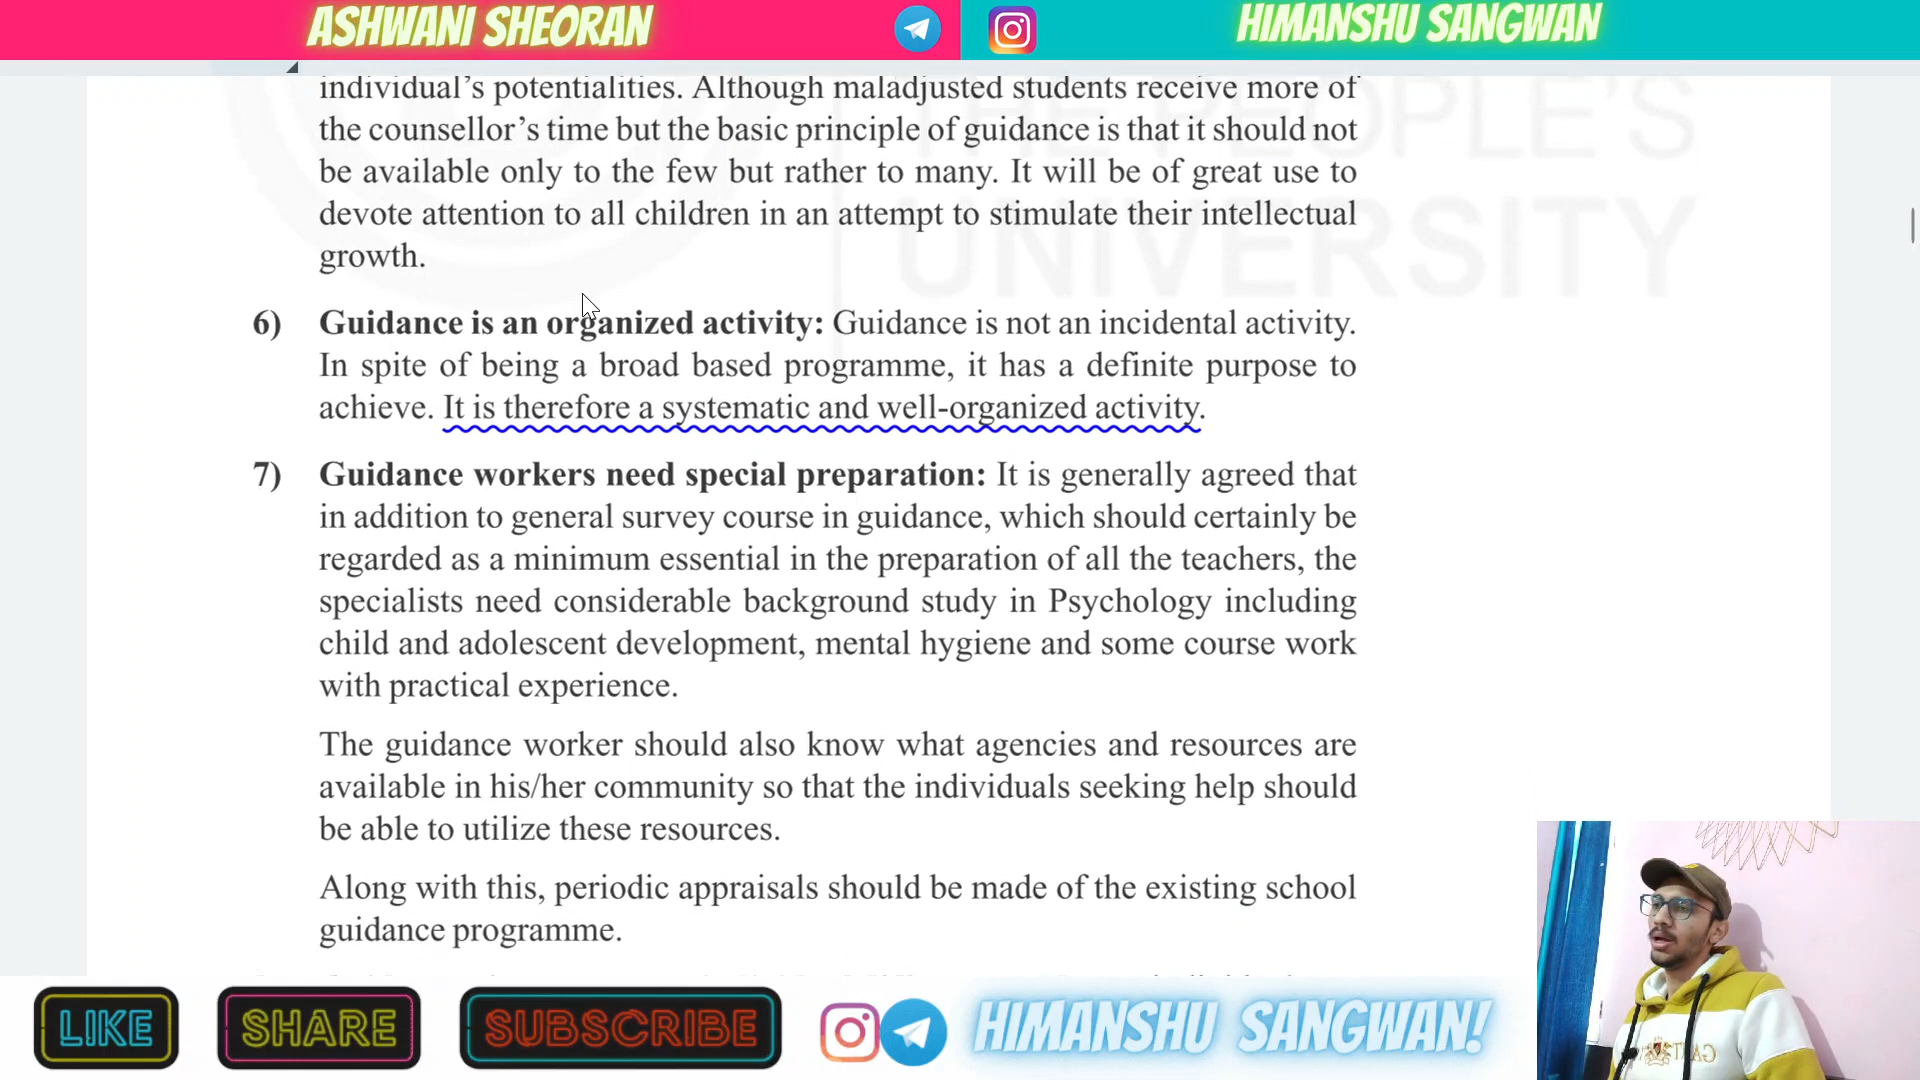 ASHWANI SHEORAN
HIMANSHU SANGWAN
THE PEOPLE'S
UNIVERSITY
individual's potentialities. Although maladjusted students receive more of
the counsellor's time but the basic principle of guidance is that it should not
be available only to the few but rather to many. It will be of great use to
devote attention to all children in an attempt to stimulate their intellectual
growth.
6) Guidance is an organized activity: Guidance is not an incidental activity.
In spite of being a broad based programme, it has a definite purpose to
achieve. It is therefore a systematic and well-organized activity.
7) Guidance workers need special preparation: It is generally agreed that
in addition to general survey course in guidance, which should certainly be
regarded as a minimum essential in the preparation of all the teachers, the
specialists need considerable background study in Psychology including
child and adolescent development, mental hygiene and some course work
with practical experience.
The guidance worker should also know what agencies and resources are
available in his/her community so that the individuals seeking help should
be able to utilize these resources.
Along with this, periodic appraisals should be made of the existing school
guidance programme.
LIKE
SHARE
SUBSCRIBE
HIMANSHU SANGWAN!